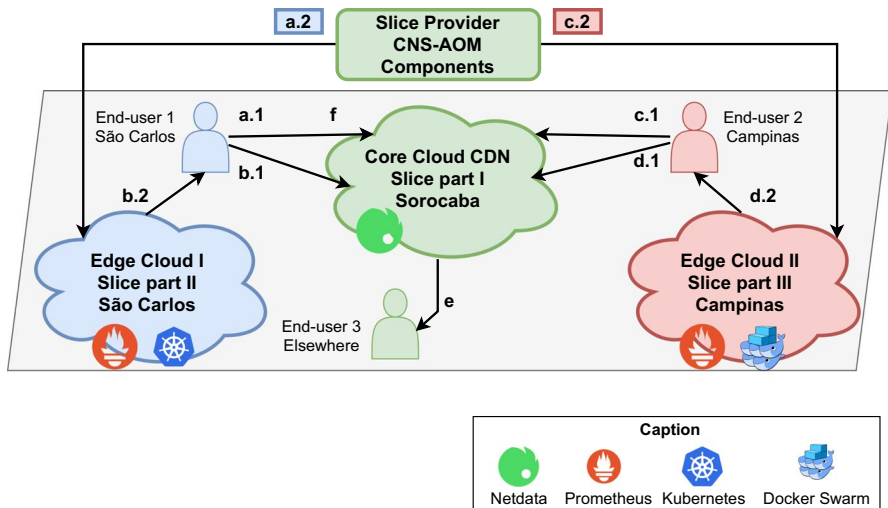 a.2
Slice Provider
CNS-AOM
Components
c.2
End-user 1
São Carlos
a.1
f
c.1
End-user 2
Campinas
b.1
d.1
Core Cloud CDN
Slice part I
Sorocaba
b.2
d.2
Edge Cloud I
Slice part II
São Carlos
Edge Cloud II
Slice part III
Campinas
e
End-user 3
Elsewhere
Caption
Netdata
Prometheus
Kubernetes
Docker Swarm